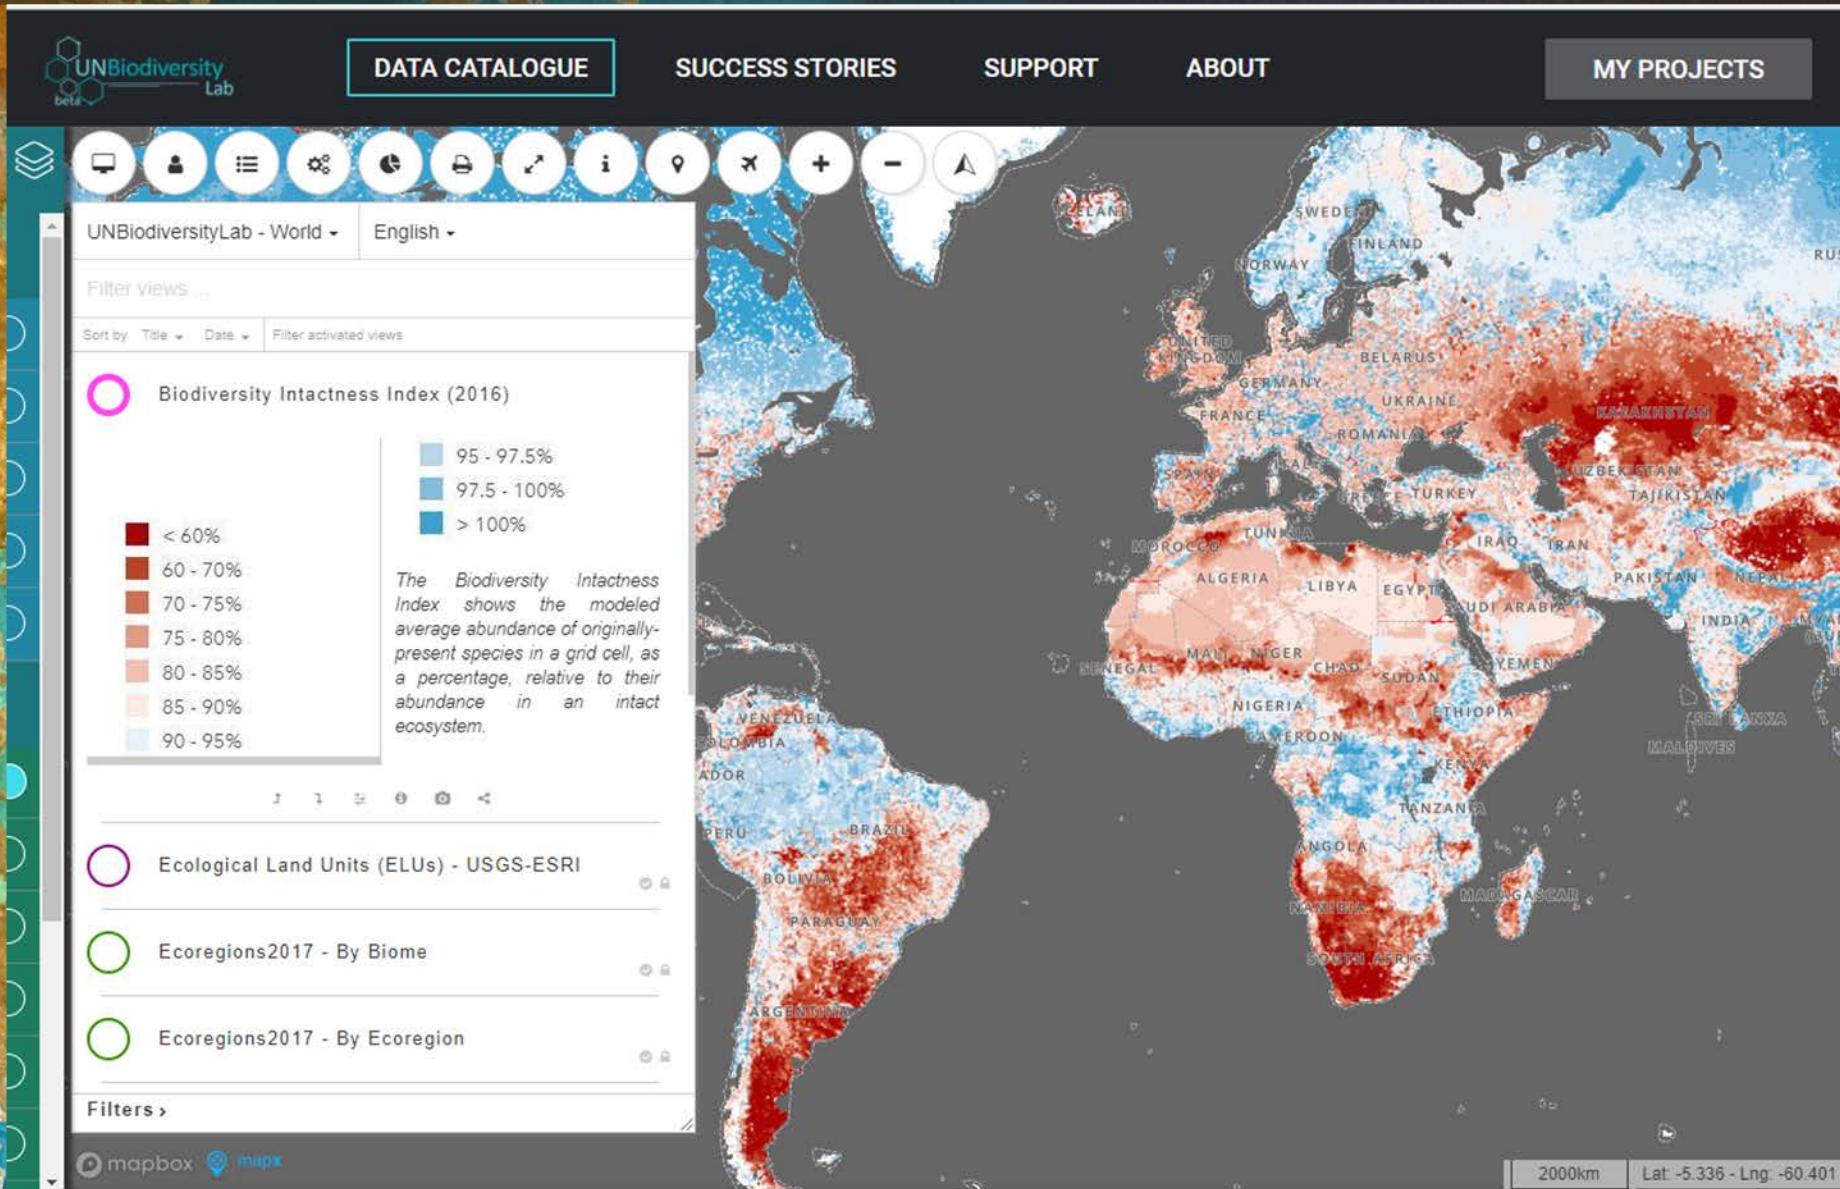 UNBiodiversity
Lab
beta
DATA CATALOGUE
SUCCESS STORIES
SUPPORT
ABOUT
MY PROJECTS
UNBiodiversityLab - World
English
Filter views ...
Sort by Title Date Filter activated views
Biodiversity Intactness Index (2016)
< 60%
60 - 70%
70 - 75%
75 - 80%
80 - 85%
85 - 90%
90 - 95%
95 - 97.5%
97.5 - 100%
> 100%
The Biodiversity Intactness
Index shows the modeled
average abundance of originally-
present species in a grid cell, as
a percentage, relative to their
abundance in an intact
ecosystem.
Ecological Land Units (ELUs) - USGS-ESRI
Ecoregions2017 - By Biome
Ecoregions2017 - By Ecoregion
Filters ›
mapbox
mapx
ICELAND
SWEDEN
FINLAND
NORWAY
RUS
UNITED
KINGDOM
BELARUS
GERMANY
UKRAINE
FRANCE
KAZAKHSTAN
ROMANIA
SPAIN
ITALY
UZBEKISTAN
GREECE
TURKEY
TAJIKISTAN
TUNISIA
MOROCCO
IRAQ
IRAN
ALGERIA
LIBYA
EGYPT
PAKISTAN
NEPAL
SAUDI ARABIA
INDIA
MALI
NIGER
SENEGAL
CHAD
SUDAN
YEMEN
NIGERIA
ETHIOPIA
VENEZUELA
COLOMBIA
CAMEROON
SRI LANKA
MALDIVES
KENYA
ADOR
TANZANIA
PERU
BRAZIL
ANGOLA
BOLIVIA
MADAGASCAR
NAMIBIA
PARAGUAY
SOUTH AFRICA
ARGENTINA
2000km
Lat: -5.336 - Lng: -60.401